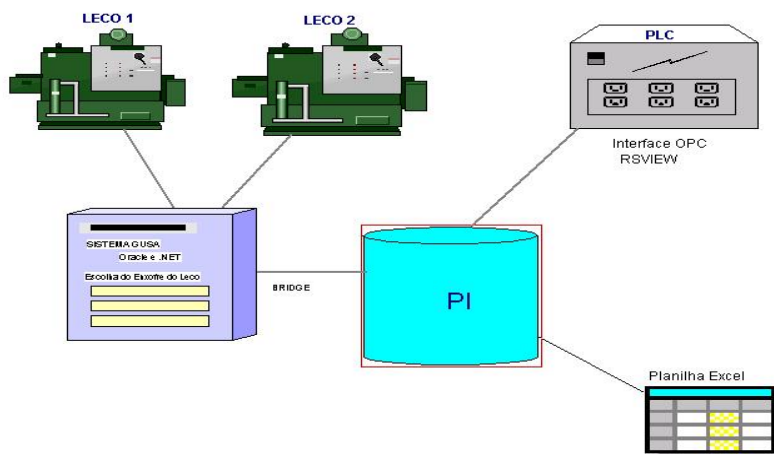 LECO 1
LECO 2
PLC
Interface OPC
RSVIEW
SISTEMA GUSA
Oracle e .NET
Escolha do Enxofre do Leco
BRIDGE
PI
Planilha Excel